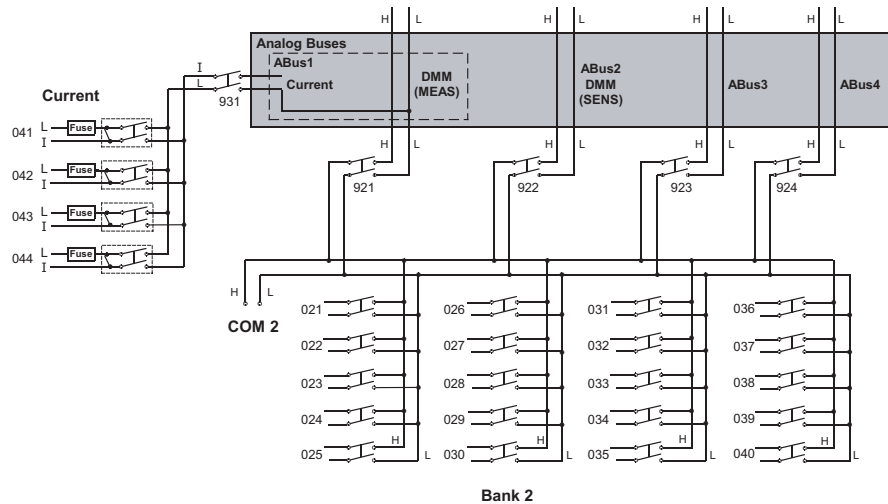 H L H L H L H L
Analog Buses
ABus1
Current
DMM
(MEAS)
ABus2
DMM
(SENS)
ABus3
ABus4
I
L
931
Current
041 L Fuse
I
042 L Fuse
I
043 L Fuse
I
044 L Fuse
I
H L H L H L H L
921 922 923 924
H L
COM 2
021 026 031 036
022 027 032 037
023 028 033 038
024 029 034 039
H H H H
025 L 030 L 035 L 040 L
Bank 2